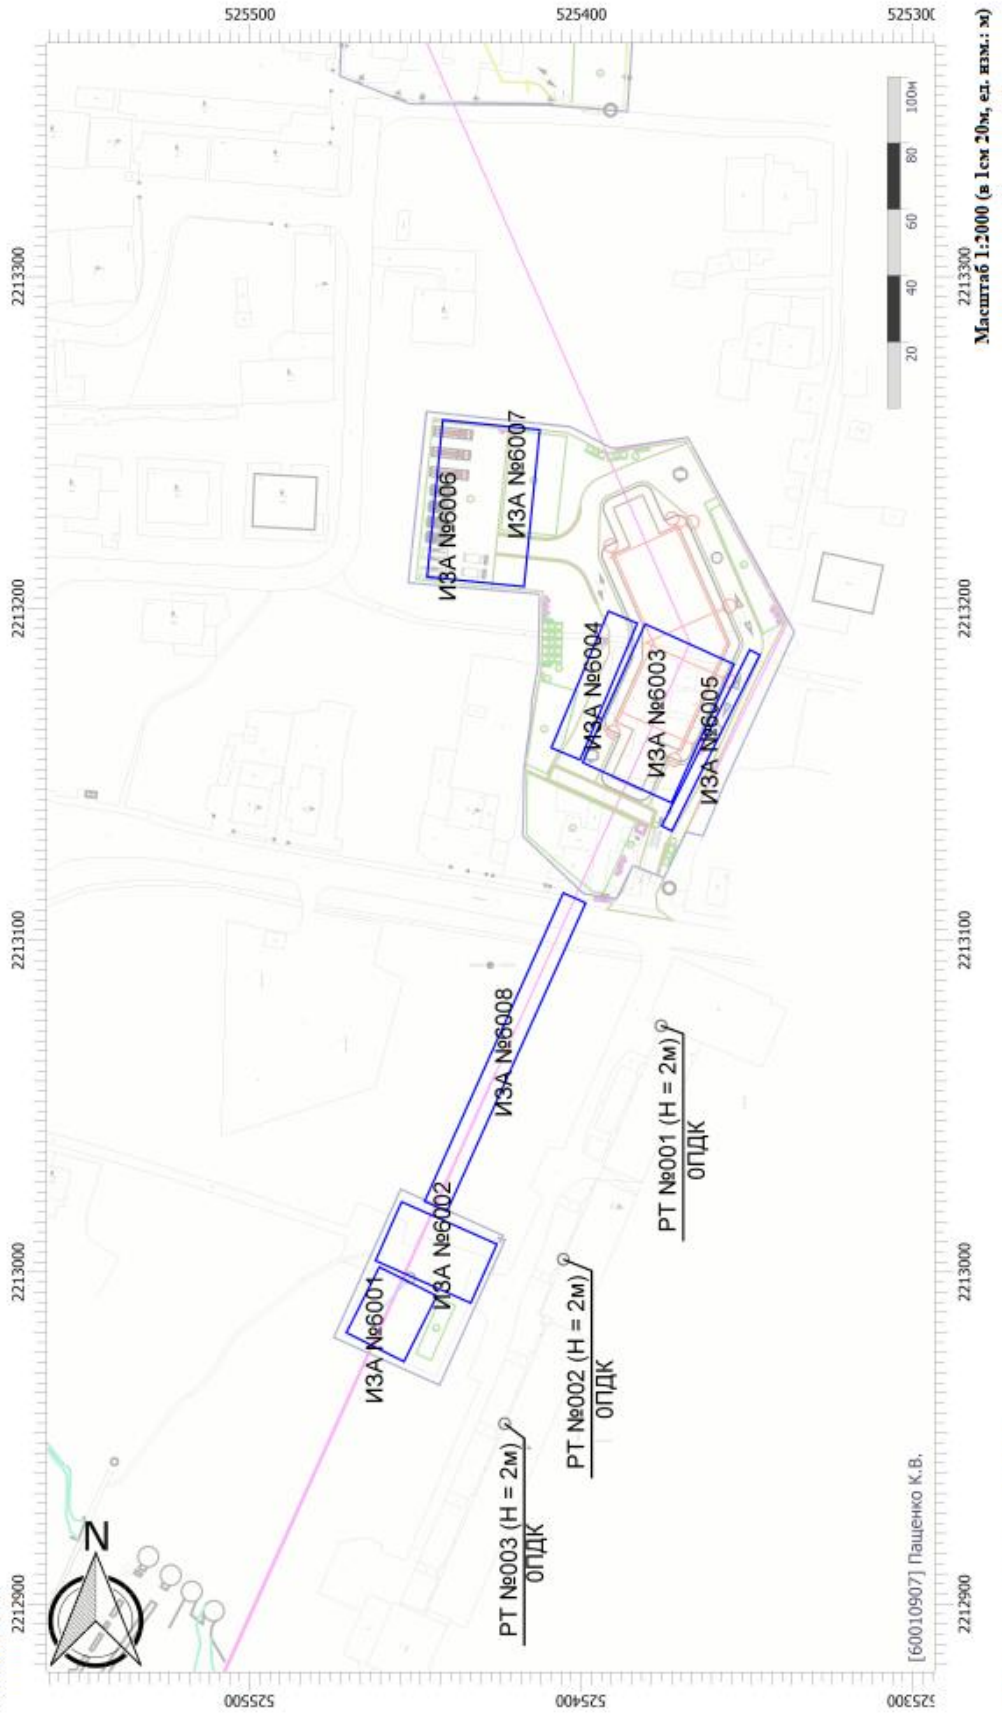 525500
525400
2213300
2213200
2213100
2213000
2212900
ИЗА №6006
ИЗА №6007
ИЗА №6004
ИЗА №6003
ИЗА №6005
ИЗА №6008
ИЗА №6002
ИЗА №6001
РТ №001 (Н = 2м)
0ПДК
РТ №002 (Н = 2м)
0ПДК
РТ №003 (Н = 2м)
0ПДК
N
20
40
60
80
100м
2213300
2213200
2213100
2213000
2212900
525500
525400
525300
[60010907] Пащенко К.В.
Масштаб 1:2000 (в 1см 20м, ед. изм.: м)